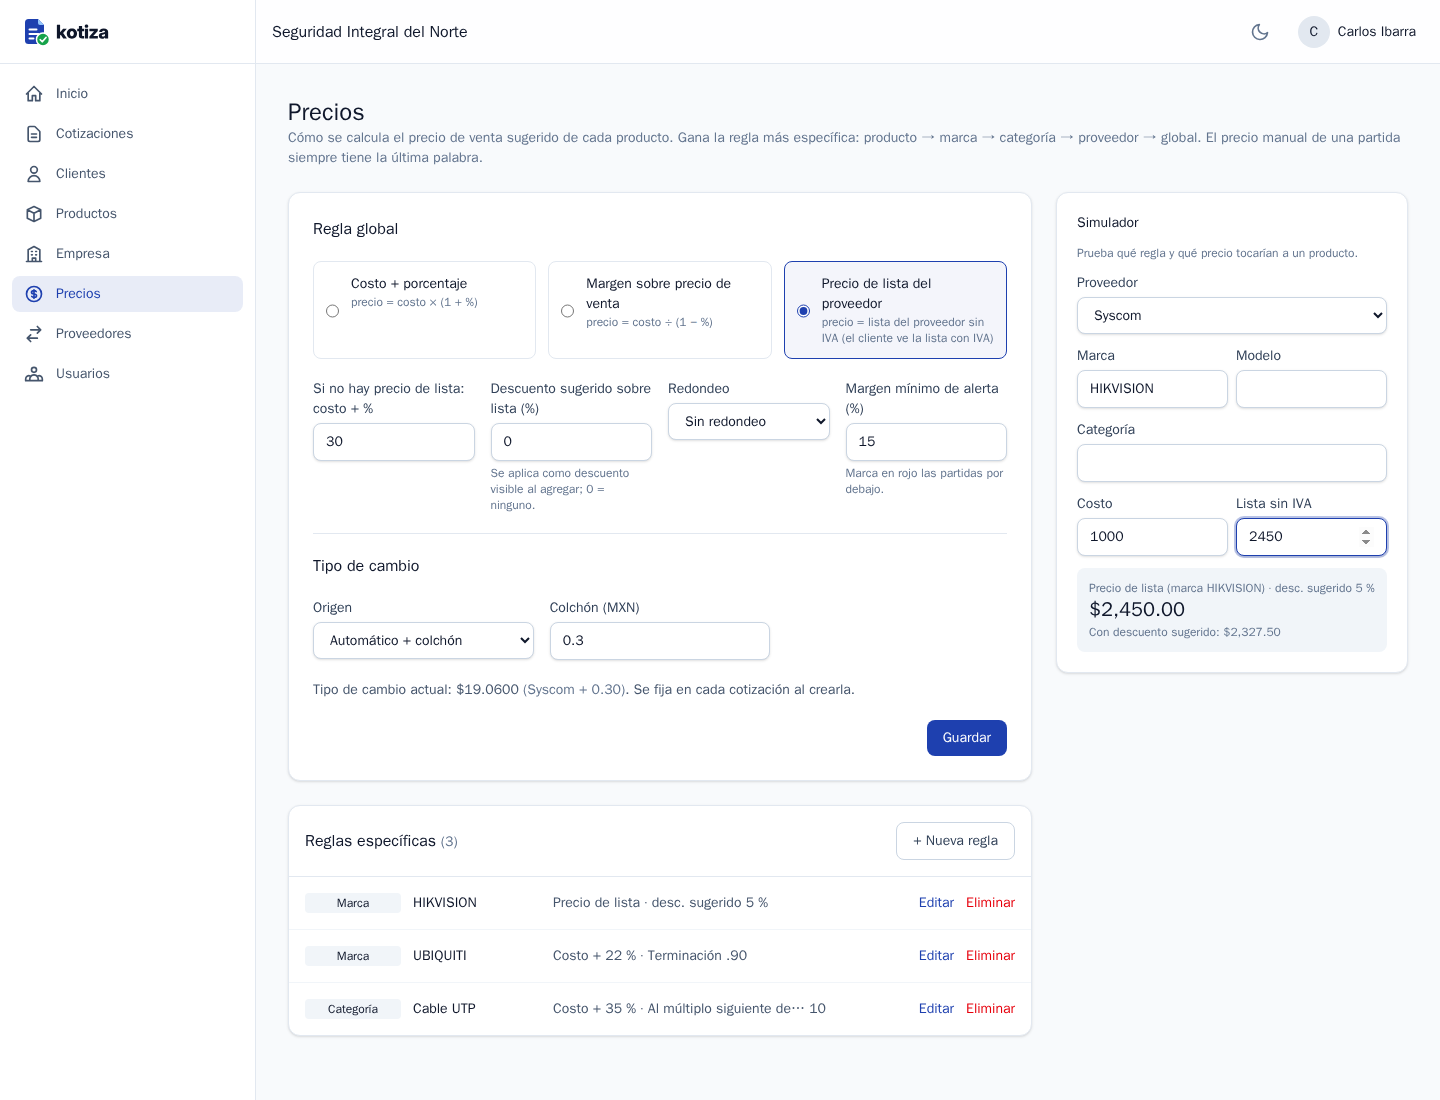 kotiza
Seguridad Integral del Norte
C
Carlos Ibarra
Inicio
Cotizaciones
Clientes
Productos
Empresa
Precios
Proveedores
Usuarios
Precios
Cómo se calcula el precio de venta sugerido de cada producto. Gana la regla más específica: producto → marca → categoría → proveedor → global. El precio manual de una partida
siempre tiene la última palabra.
Regla global
Costo + porcentaje
precio = costo × (1 + %)
Margen sobre precio de
venta
precio = costo ÷ (1 − %)
Precio de lista del
proveedor
precio = lista del proveedor sin
IVA (el cliente ve la lista con IVA)
Si no hay precio de lista:
costo + %
30
Descuento sugerido sobre
lista (%)
0
Se aplica como descuento
visible al agregar; 0 =
ninguno.
Redondeo
Sin redondeo
Margen mínimo de alerta
(%)
15
Marca en rojo las partidas por
debajo.
Tipo de cambio
Origen
Automático + colchón
Colchón (MXN)
0.3
Tipo de cambio actual: $19.0600 (Syscom + 0.30). Se fija en cada cotización al crearla.
Guardar
Reglas específicas (3)
+ Nueva regla
Marca HIKVISION Precio de lista · desc. sugerido 5 % Editar Eliminar
Marca UBIQUITI Costo + 22 % · Terminación .90 Editar Eliminar
Categoría Cable UTP Costo + 35 % · Al múltiplo siguiente de… 10 Editar Eliminar
Simulador
Prueba qué regla y qué precio tocarían a un producto.
Proveedor
Syscom
Marca
HIKVISION
Modelo
Categoría
Costo
1000
Lista sin IVA
2450
Precio de lista (marca HIKVISION) · desc. sugerido 5 %
$2,450.00
Con descuento sugerido: $2,327.50